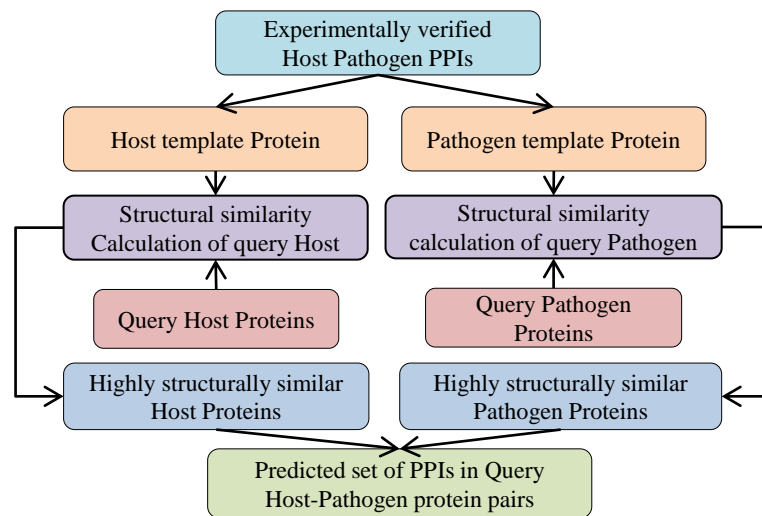 Experimentally verified
Host Pathogen PPIs
Host template Protein
Pathogen template Protein
Structural similarity
Calculation of query Host
Structural similarity
calculation of query Pathogen
Query Host Proteins
Query Pathogen
Proteins
Highly structurally similar
Host Proteins
Highly structurally similar
Pathogen Proteins
Predicted set of PPIs in Query
Host-Pathogen protein pairs